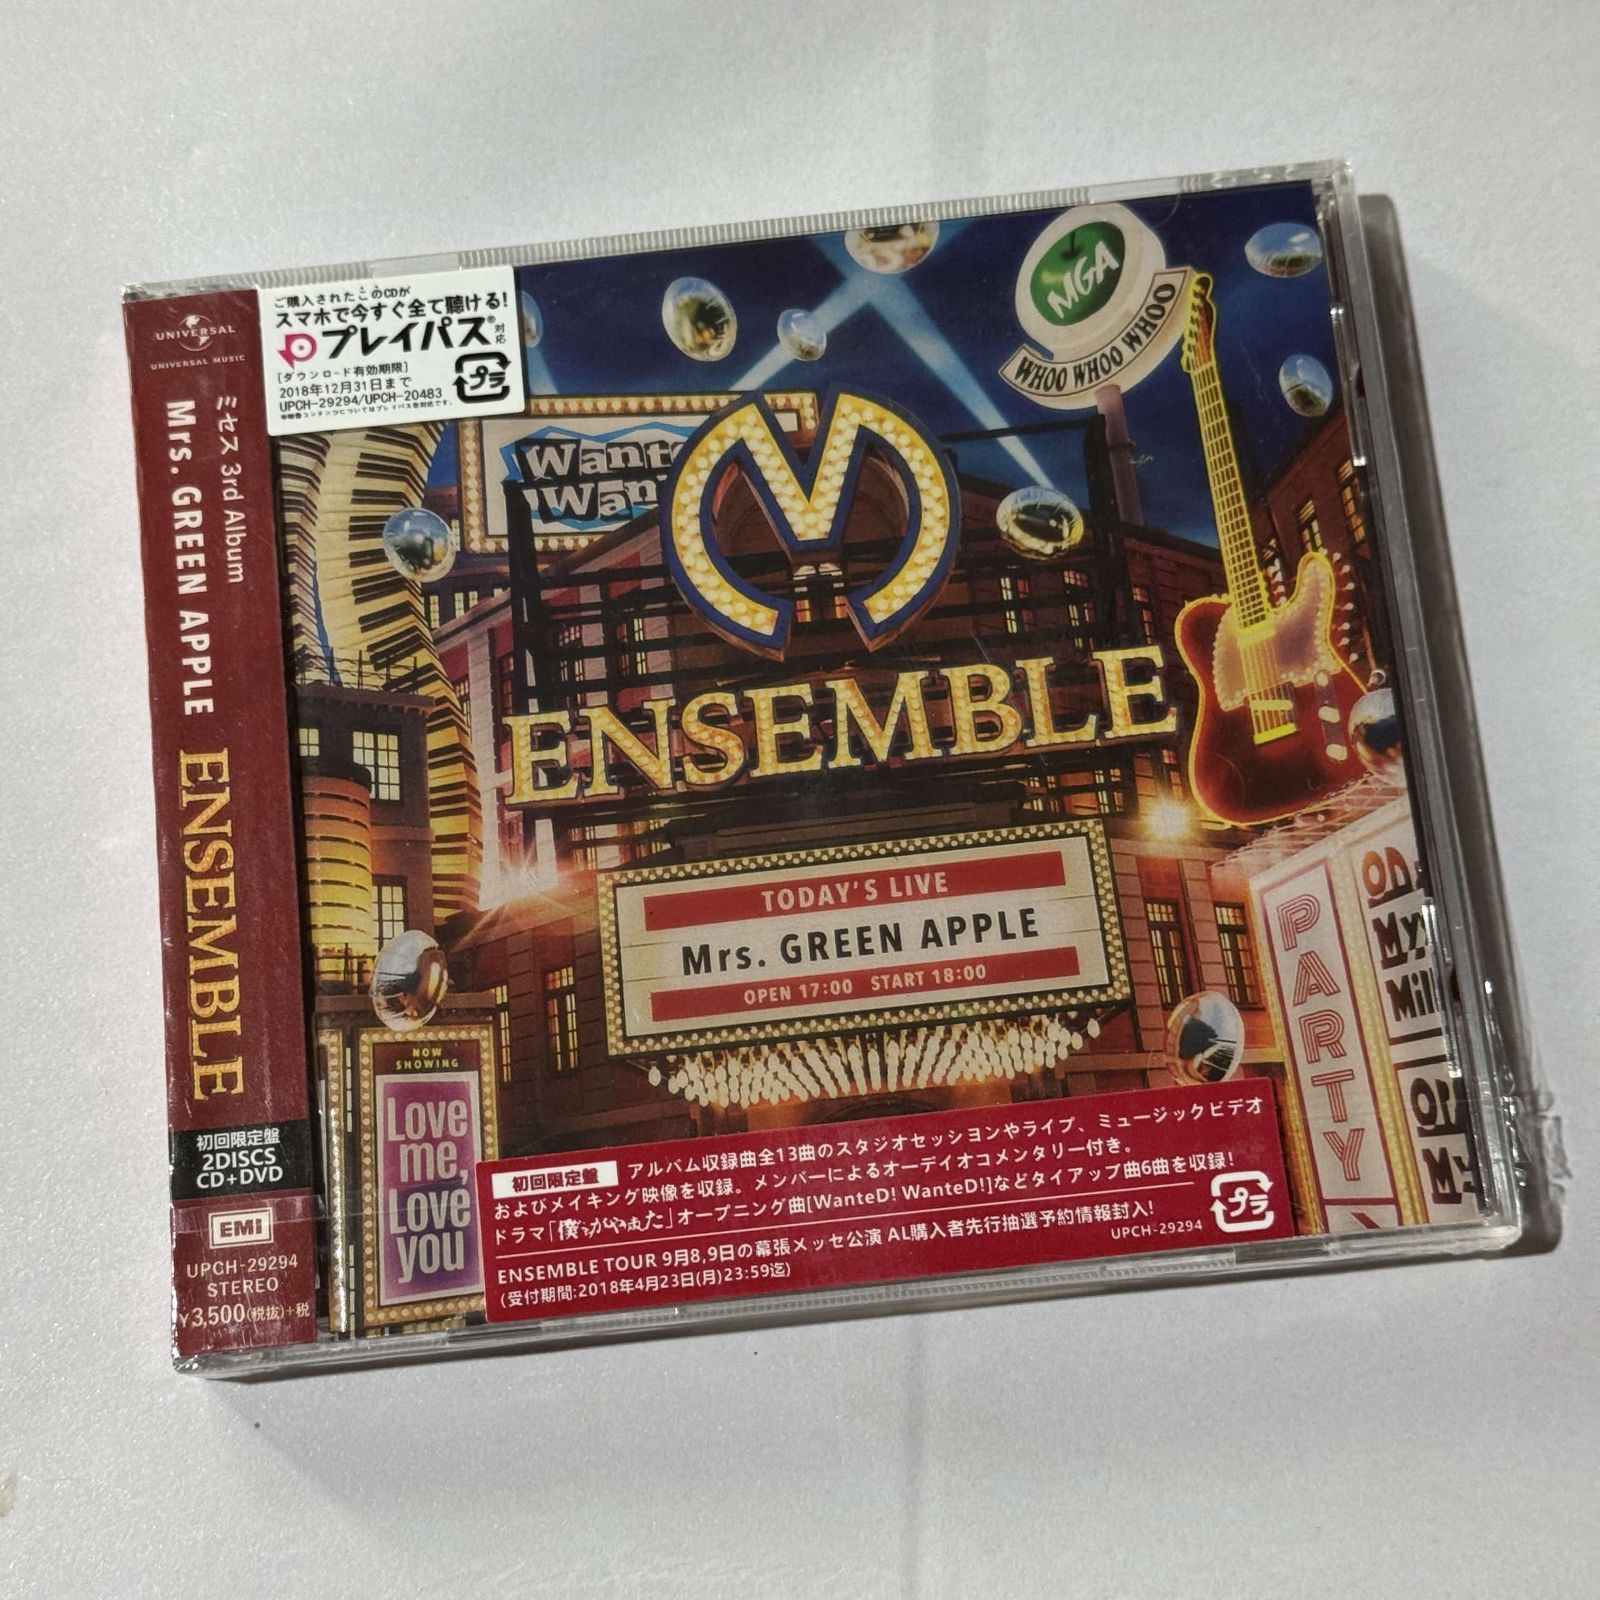 UNIVERSAL
UNIVERSAL MUSIC
ミセス 3rd Album
Mrs. GREEN APPLE
ENSEMBLE
初回限定盤
2DISCS
CD+DVD
EMI
UPCH-29294
STEREO
¥3,500(税抜)+税
ご購入されたこのCDが
スマホで今すぐ全て聴ける!
プレイパス®対応
[ダウンロード有効期限]
2018年12月31日まで
UPCH-29294/UPCH-20483
プラ
MGA
WHOO WHOO WHOO
M
ENSEMBLE
TODAY'S LIVE
Mrs. GREEN APPLE
OPEN 17:00 START 18:00
PARTY
NOW
SHOWING
Love
me,
Love
you
初回限定盤 アルバム収録曲全13曲のスタジオセッションやライブ、ミュージックビデオ
およびメイキング映像を収録。メンバーによるオーディオコメンタリー付き。
ドラマ「僕らがやった」オープニング曲[WanteD! WanteD!]などタイアップ曲6曲を収録!
ENSEMBLE TOUR 9月8,9日の幕張メッセ公演 AL購入者先行抽選予約情報封入!
(受付期間:2018年4月23日(月)23:59迄)
UPCH-29294
プラ